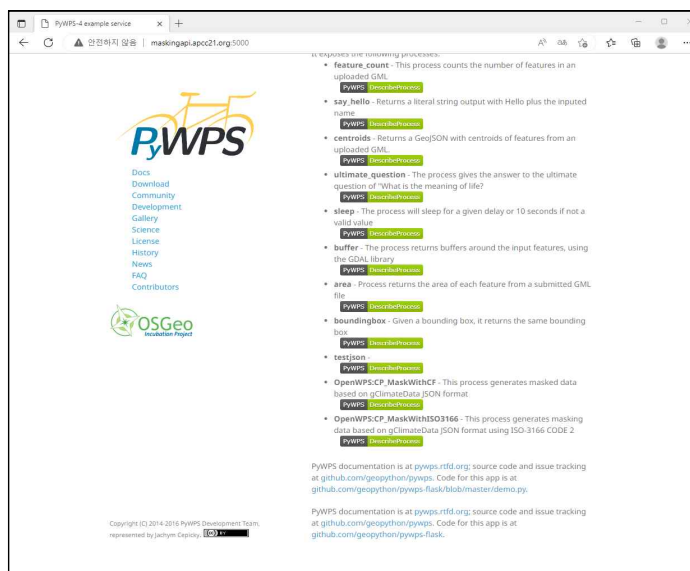 PyWPS-4 example service
안전하지 않음 | maskingapi.apcc21.org:5000
It exposes the following processes:
PyWPS
Docs
Download
Community
Development
Gallery
Science
License
History
News
FAQ
Contributors
OSGeo
Incubation Project
• feature_count - This process counts the number of features in an
uploaded GML
PyWPS DescribeProcess
• say_hello - Returns a literal string output with Hello plus the inputed
name
PyWPS DescribeProcess
• centroids - Returns a GeoJSON with centroids of features from an
uploaded GML.
PyWPS DescribeProcess
• ultimate_question - The process gives the answer to the ultimate
question of "What is the meaning of life?
PyWPS DescribeProcess
• sleep - The process will sleep for a given delay or 10 seconds if not a
valid value
PyWPS DescribeProcess
• buffer - The process returns buffers around the input features, using
the GDAL library
PyWPS DescribeProcess
• area - Process returns the area of each feature from a submitted GML
file
PyWPS DescribeProcess
• boundingbox - Given a bounding box, it returns the same bounding
box
PyWPS DescribeProcess
• testjson -
PyWPS DescribeProcess
• OpenWPS:CP_MaskWithCF - This process generates masked data
based on gClimateData JSON format
PyWPS DescribeProcess
• OpenWPS:CP_MaskWithISO3166 - This process generates masking
data based on gClimateData JSON format using ISO-3166 CODE 2
PyWPS DescribeProcess
PyWPS documentation is at pywps.rtfd.org; source code and issue tracking
at github.com/geopython/pywps. Code for this app is at
github.com/geopython/pywps-flask/blob/master/demo.py.
PyWPS documentation is at pywps.rtfd.org; source code and issue tracking
at github.com/geopython/pywps. Code for this app is at
github.com/geopython/pywps-flask.
Copyright (C) 2014-2016 PyWPS Development Team,
represented by Jachym Cepicky.